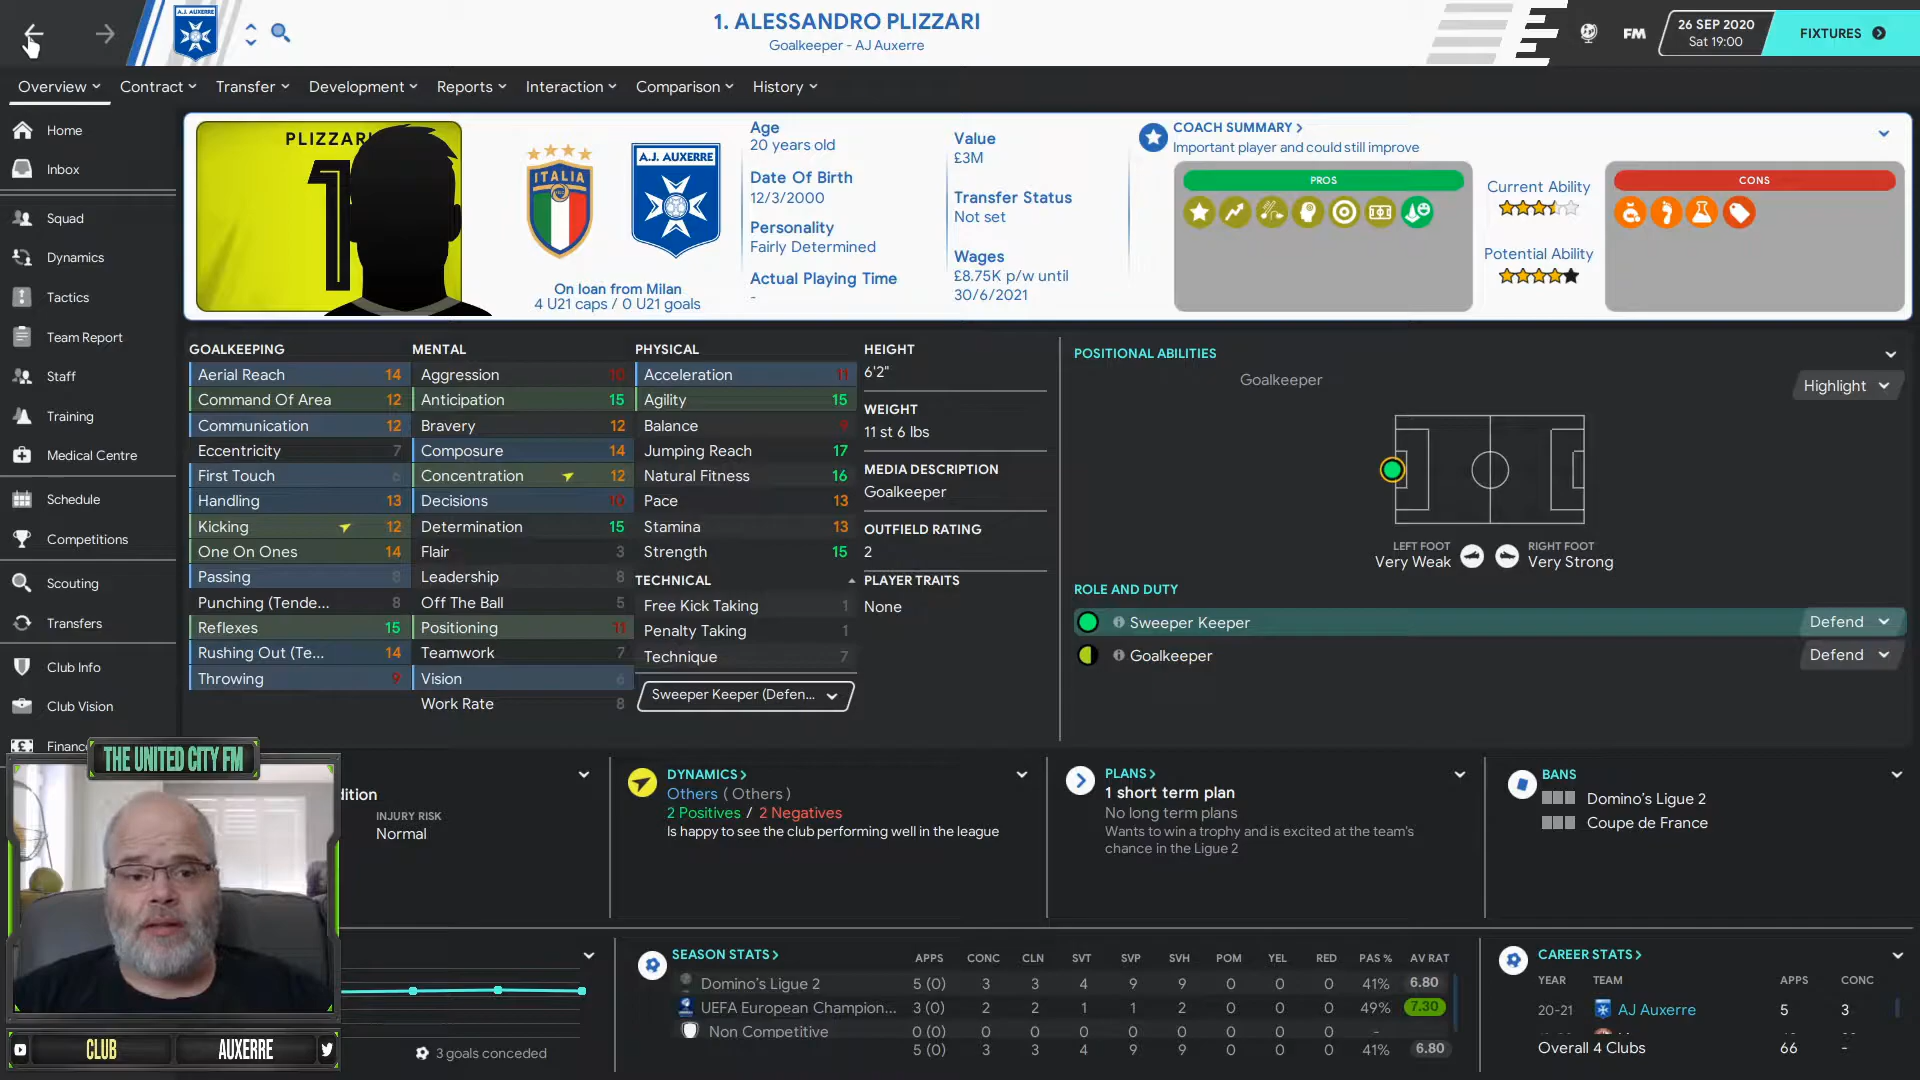 1. ALESSANDRO PLIZZARI
Goalkeeper - AJ Auxerre
A.J. AUXERRE
FM
26 SEP 2020
Sat 19:00
FIXTURES
Overview
Contract
Transfer
Development
Reports
Interaction
Comparison
History
Home
Inbox
Squad
Dynamics
Tactics
Team Report
Staff
Training
Medical Centre
Schedule
Competitions
Scouting
Transfers
Club Info
Club Vision
Financ
PLIZZARI
1
ITALIA
A.J. AUXERRE
On loan from Milan
4 U21 caps / 0 U21 goals
Age
20 years old
Date Of Birth
12/3/2000
Personality
Fairly Determined
Actual Playing Time
-
Value
£3M
Transfer Status
Not set
Wages
£8.75K p/w until
30/6/2021
COACH SUMMARY >
Important player and could still improve
PROS
Current Ability
Potential Ability
CONS
GOALKEEPING
Aerial Reach 14
Command Of Area 12
Communication 12
Eccentricity 7
First Touch 6
Handling 13
Kicking 12
One On Ones 14
Passing 8
Punching (Tende... 8
Reflexes 15
Rushing Out (Te... 14
Throwing 9
MENTAL
Aggression 10
Anticipation 15
Bravery 12
Composure 14
Concentration 12
Decisions 10
Determination 15
Flair 3
Leadership 8
Off The Ball 5
Positioning 11
Teamwork 7
Vision 6
Work Rate 8
PHYSICAL
Acceleration 11
Agility 15
Balance 9
Jumping Reach 17
Natural Fitness 16
Pace 13
Stamina 13
Strength 15
TECHNICAL
Free Kick Taking 1
Penalty Taking 1
Technique 7
Sweeper Keeper (Defen...
HEIGHT
6'2"
WEIGHT
11 st 6 lbs
MEDIA DESCRIPTION
Goalkeeper
OUTFIELD RATING
2
PLAYER TRAITS
None
POSITIONAL ABILITIES
Goalkeeper
Highlight
LEFT FOOT
Very Weak
RIGHT FOOT
Very Strong
ROLE AND DUTY
Sweeper Keeper Defend
Goalkeeper Defend
THE UNITED CITY FM
CLUB AUXERRE
dition
INJURY RISK
Normal
DYNAMICS >
Others ( Others )
2 Positives / 2 Negatives
Is happy to see the club performing well in the league
PLANS >
1 short term plan
No long term plans
Wants to win a trophy and is excited at the team's
chance in the Ligue 2
BANS
Domino's Ligue 2
Coupe de France
3 goals conceded
SEASON STATS > APPS CONC CLN SVT SVP SVH POM YEL RED PAS % AV RAT
Domino's Ligue 2 5 (0) 3 3 4 9 9 0 0 0 41% 6.80
UEFA European Champion... 3 (0) 2 2 1 1 2 0 0 0 49% 7.30
Non Competitive 0 (0) 0 0 0 0 0 0 0 0 -
5 (0) 3 3 4 9 9 0 0 0 41% 6.80
CAREER STATS >
YEAR TEAM APPS CONC
20-21 AJ Auxerre 5 3
Overall 4 Clubs 66 -